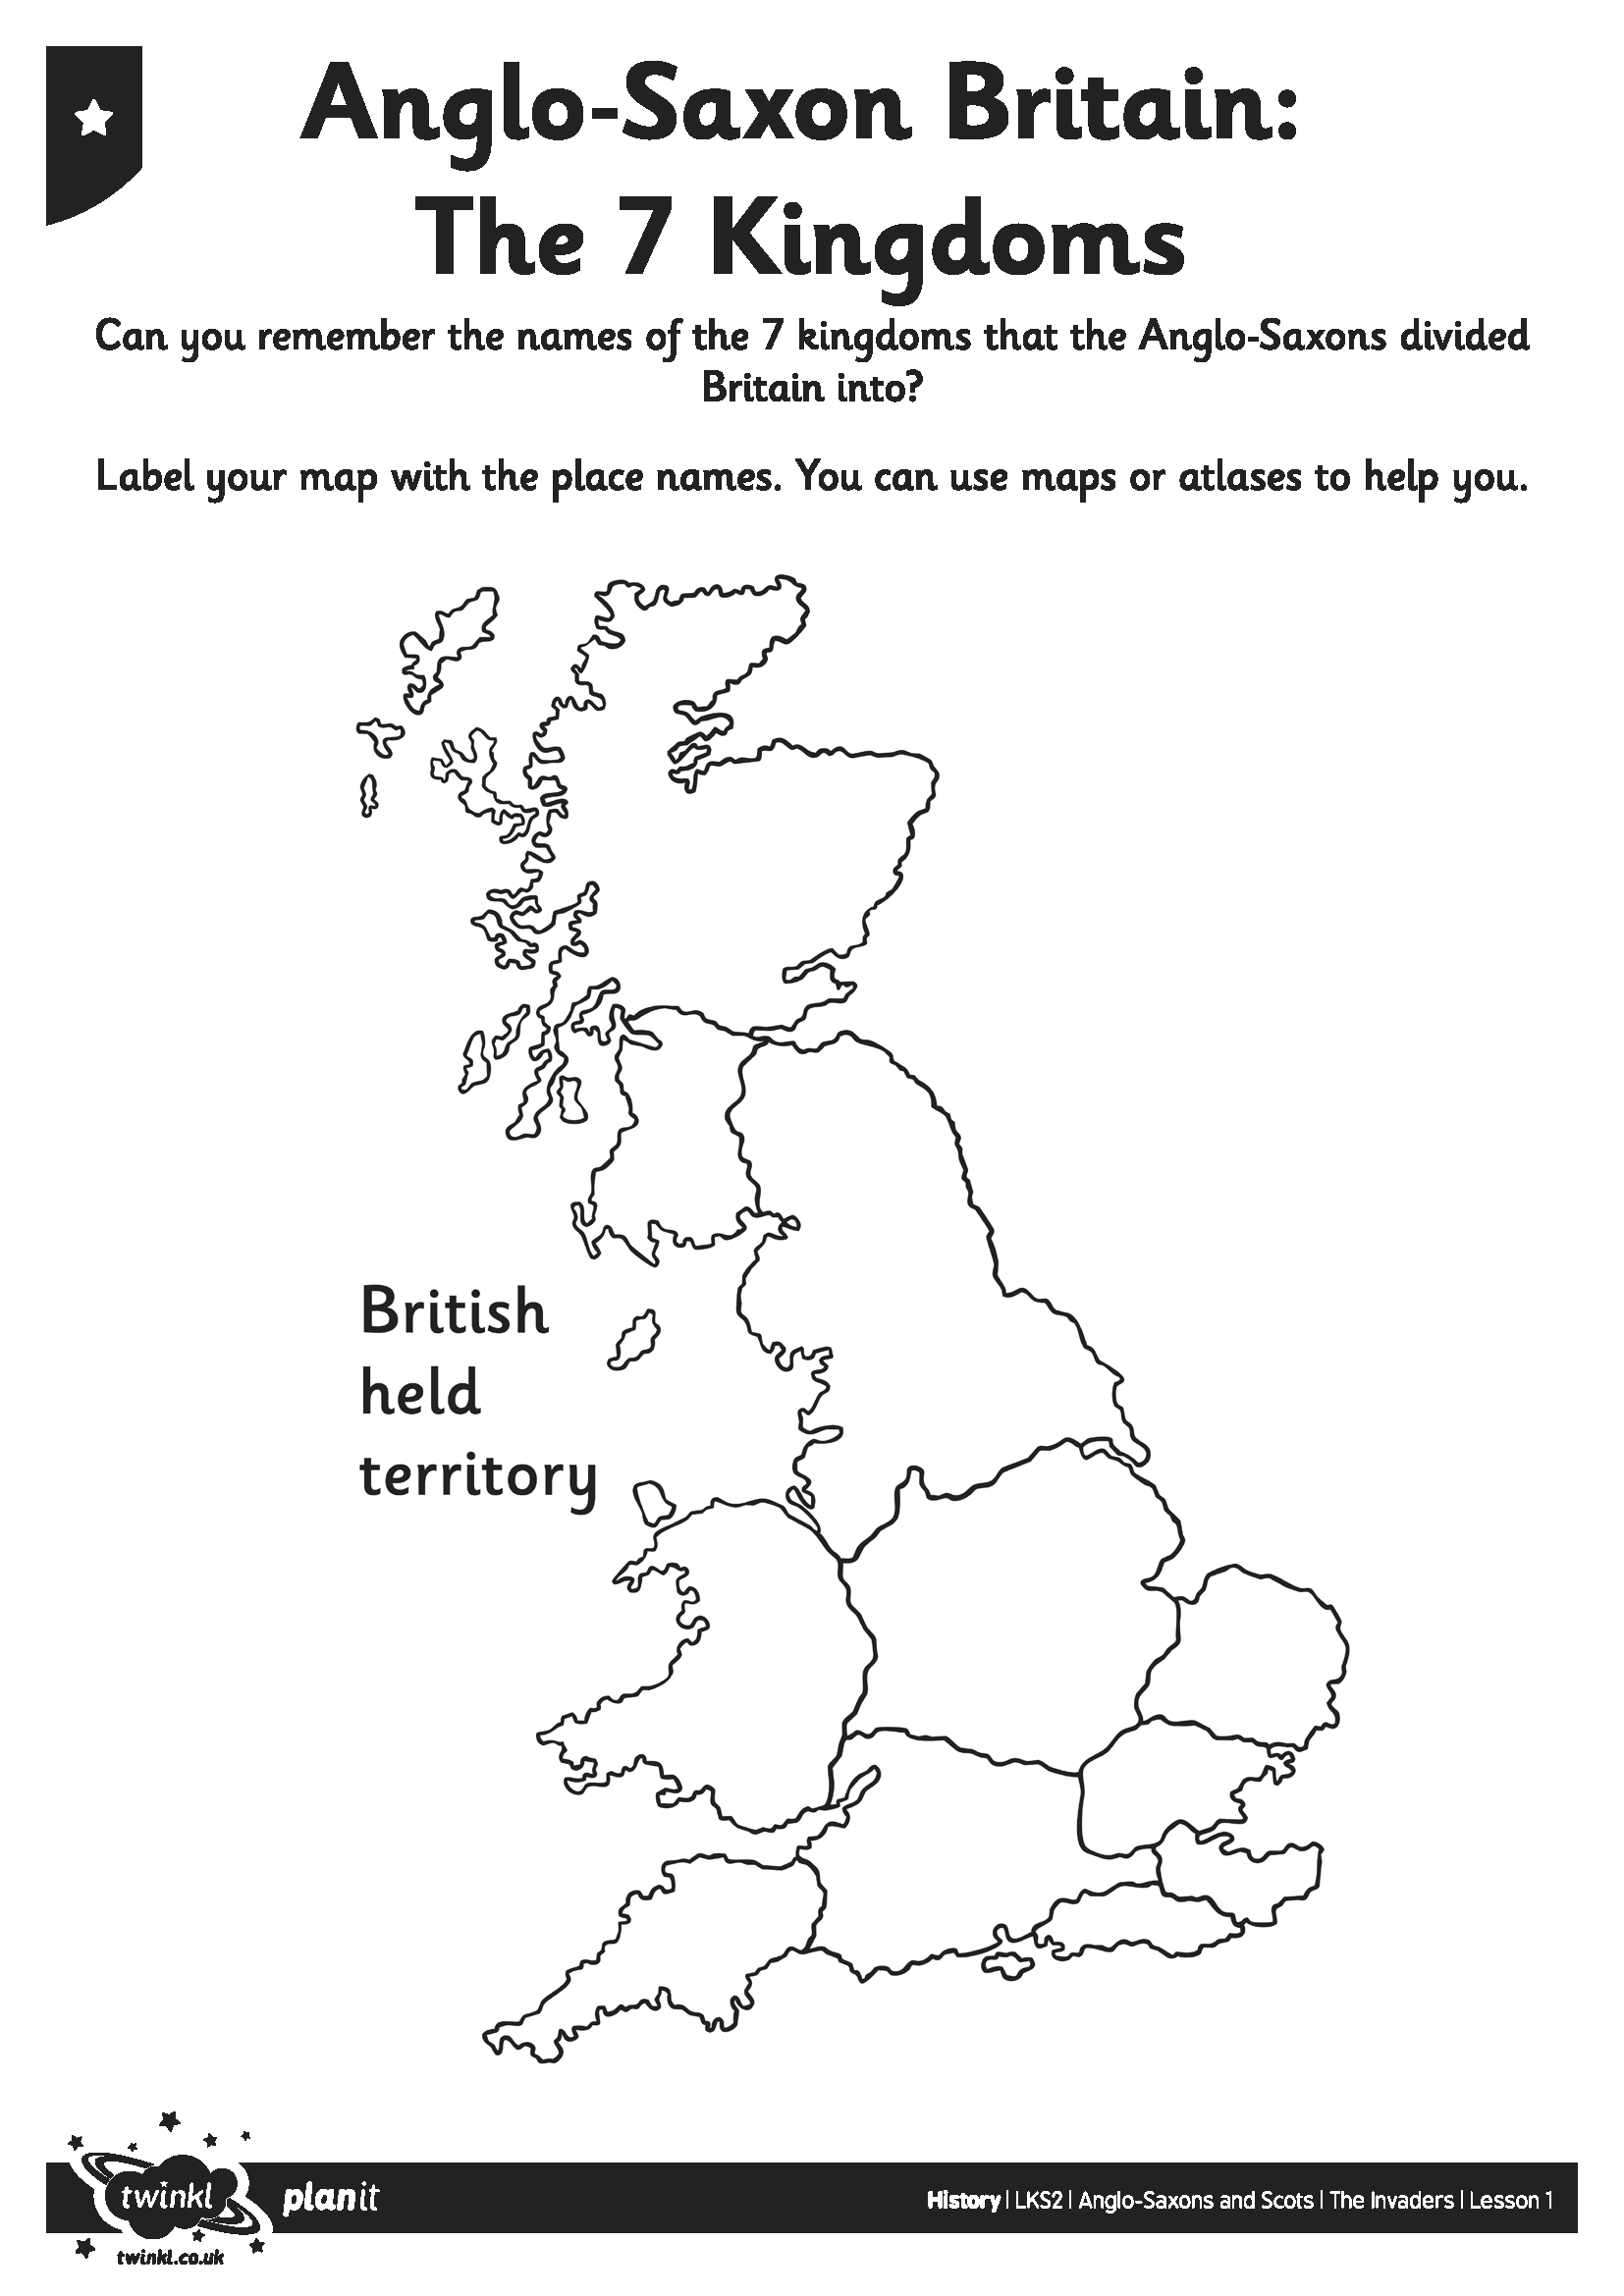 Anglo-Saxon Britain:
The 7 Kingdoms
Can you remember the names of the 7 kingdoms that the Anglo-Saxons divided
Britain into?
Label your map with the place names. You can use maps or atlases to help you.
British
held
territory
twinkl
planit
History | LKS2 | Anglo-Saxons and Scots | The Invaders | Lesson 1
twinkl.co.uk